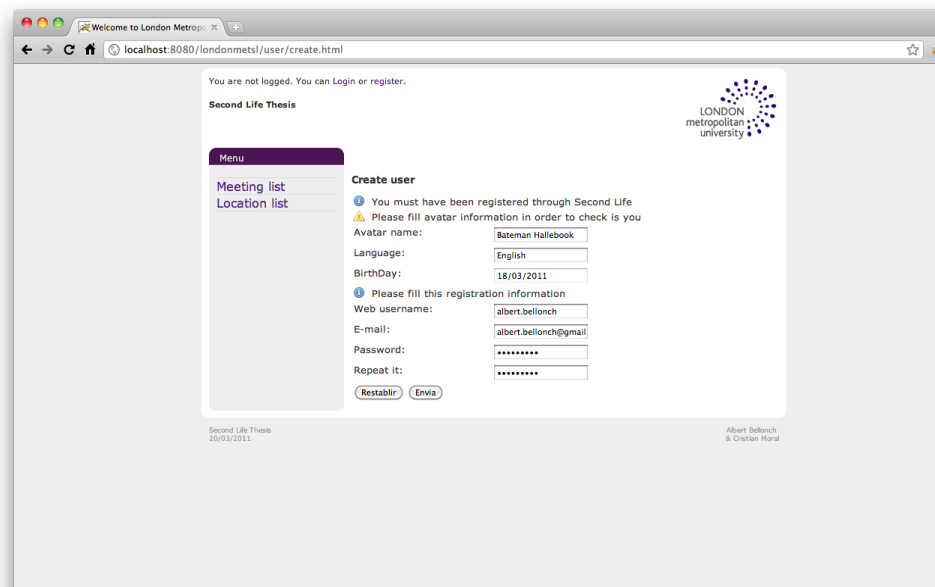 Welcome to London Metropo
localhost:8080/londonmetsl/user/create.html
You are not logged. You can Login or register.
Second Life Thesis
LONDON
metropolitan
university
Menu
Meeting list
Location list
Create user
You must have been registered through Second Life
Please fill avatar information in order to check is you
Avatar name: Bateman Hallebook
Language: English
BirthDay: 18/03/2011
Please fill this registration information
Web username: albert.bellonch
E-mail: albert.bellonch@gmail
Password: •••••••••
Repeat it: •••••••••
Restablir Envia
Second Life Thesis Albert Bellonch
20/03/2011 & Cristian Moral